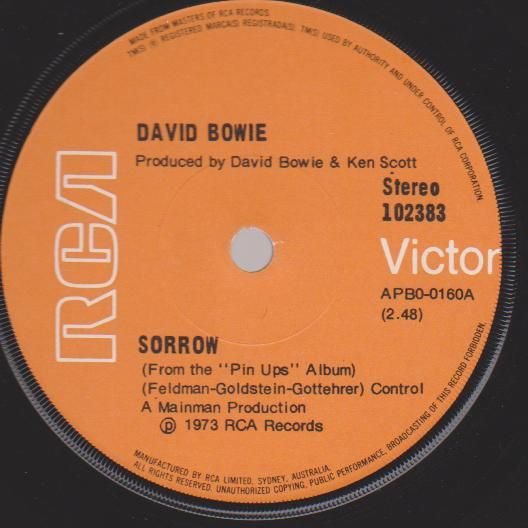 MADE FROM MASTERS OF RCA RECORDS
TM(S) ® REGISTERED MARCA(S) REGISTRADA(S). TM(S) USED BY AUTHORITY AND UNDER CONTROL OF RCA CORPORATION.
DAVID BOWIE
Produced by David Bowie & Ken Scott
Stereo
102383
RCA
Victor
APB0-0160A
(2.48)
SORROW
(From the "Pin Ups" Album)
(Feldman-Goldstein-Gottehrer) Control
A Mainman Production
℗ 1973 RCA Records
MANUFACTURED BY RCA LIMITED, SYDNEY, AUSTRALIA.
ALL RIGHTS RESERVED. UNAUTHORIZED COPYING, PUBLIC PERFORMANCE, BROADCASTING OF THIS RECORD FORBIDDEN.